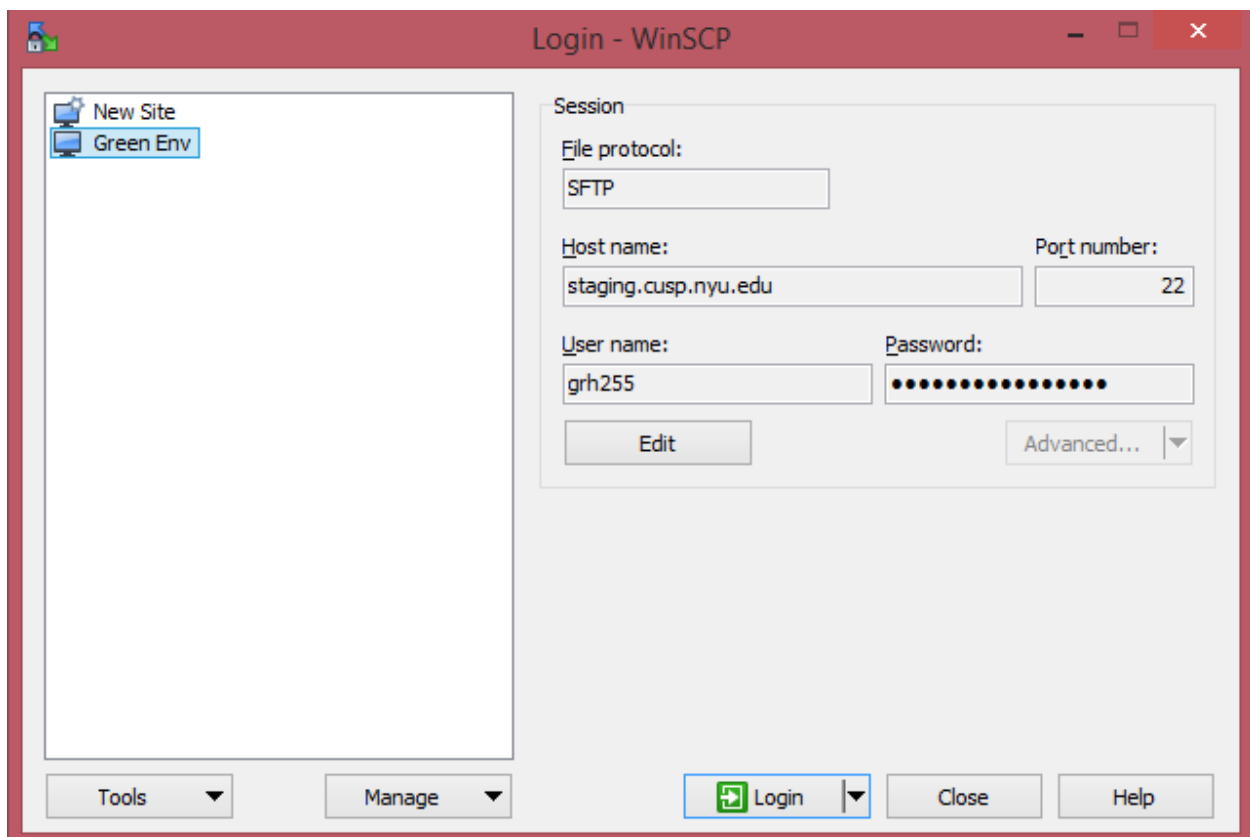 Login - WinSCP
New Site
Green Env
Session
File protocol:
SFTP
Host name: Port number:
staging.cusp.nyu.edu 22
User name: Password:
grh255 ••••••••••••••••
Edit Advanced...
Tools Manage Login Close Help